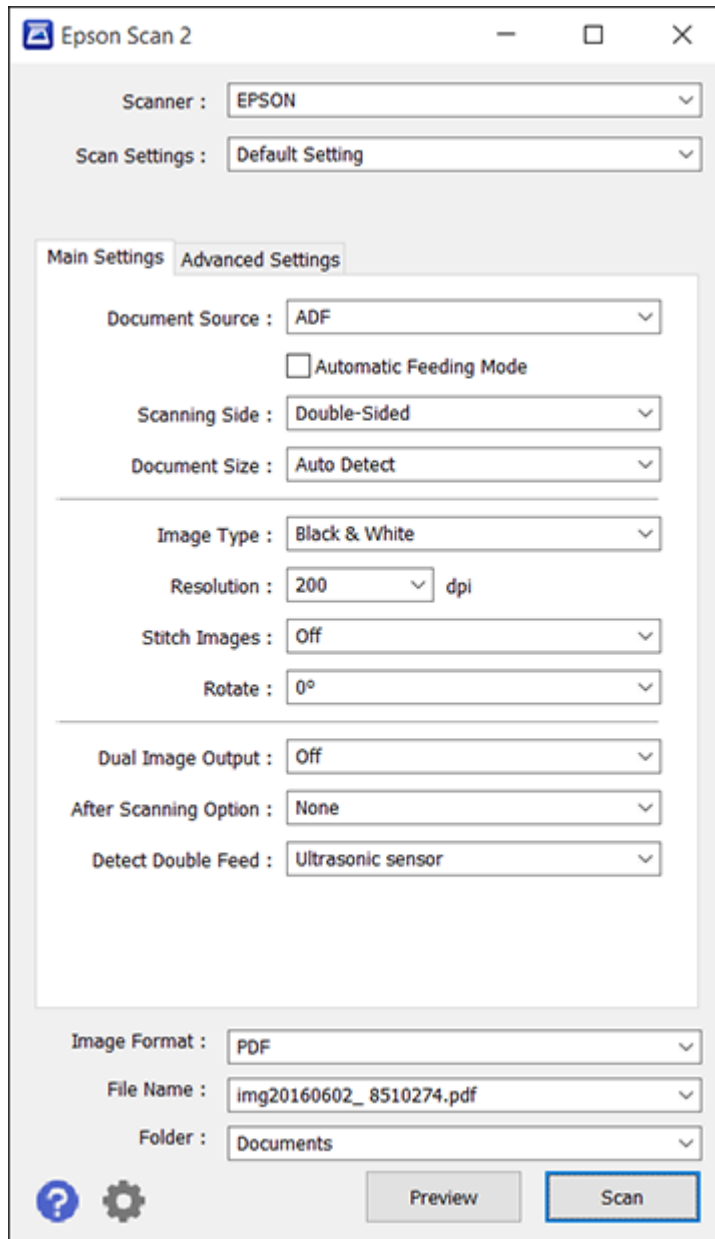 Epson Scan 2
Scanner : EPSON
Scan Settings : Default Setting
Main Settings Advanced Settings
Document Source : ADF
Automatic Feeding Mode
Scanning Side : Double-Sided
Document Size : Auto Detect
Image Type : Black & White
Resolution : 200 dpi
Stitch Images : Off
Rotate : 0º
Dual Image Output : Off
After Scanning Option : None
Detect Double Feed : Ultrasonic sensor
Image Format : PDF
File Name : img20160602_ 8510274.pdf
Folder : Documents
? Preview Scan